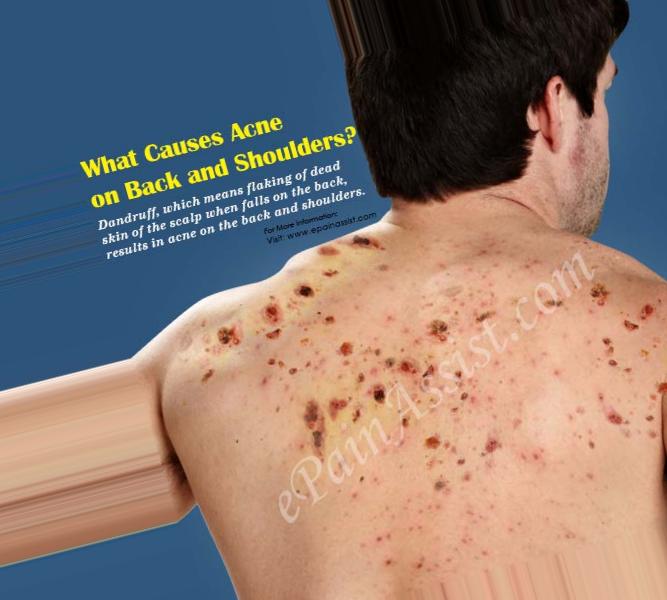 What Causes Acne
on Back and Shoulders?
Dandruff, which means flaking of dead
skin of the scalp when falls on the back,
results in acne on the back and shoulders.
For More Information:
Visit: www.epainassist.com
ePainAssist.com